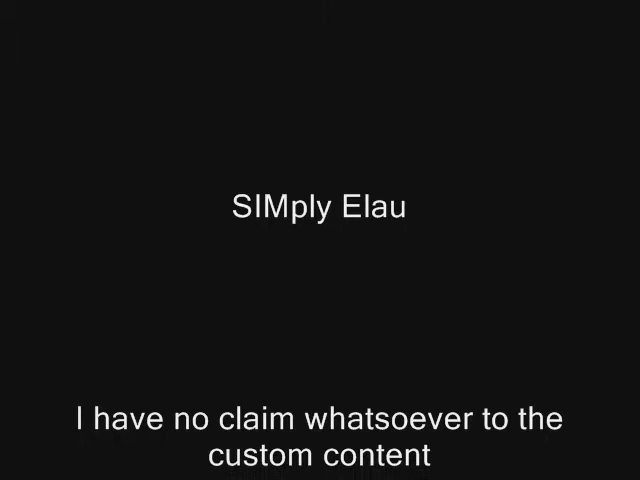 SIMply Elau
I have no claim whatsoever to the
custom content